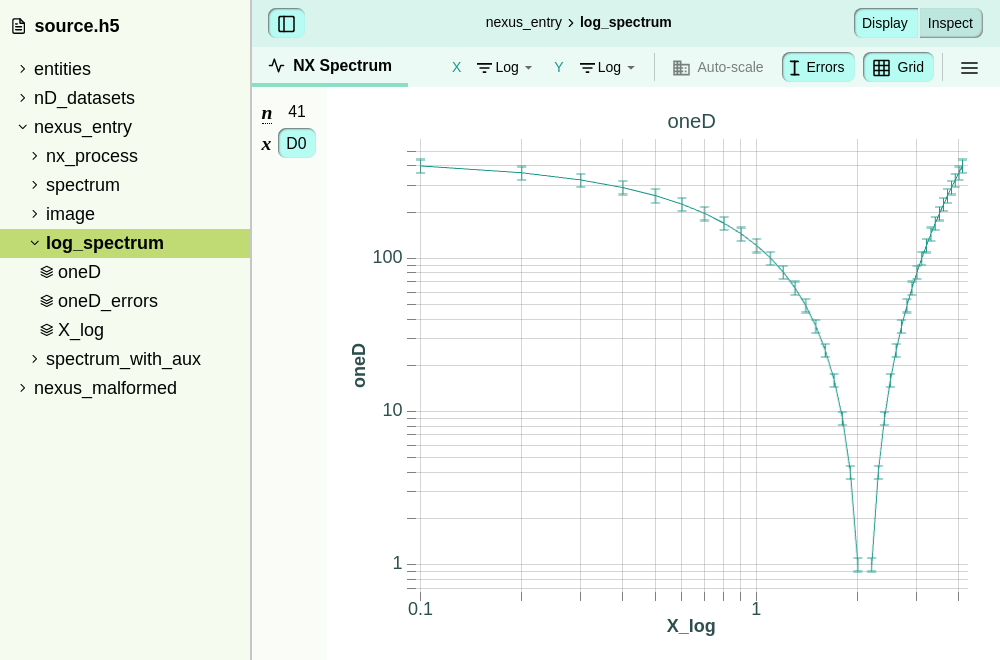 source.h5
entities
nD_datasets
nexus_entry
nx_process
spectrum
image
log_spectrum
oneD
oneD_errors
X_log
spectrum_with_aux
nexus_malformed
nexus_entry › log_spectrum
Display Inspect
NX Spectrum
X Log Y Log Auto-scale Errors Grid
n 41
x D0
oneD
100
10
1
oneD
0.1 1
X_log